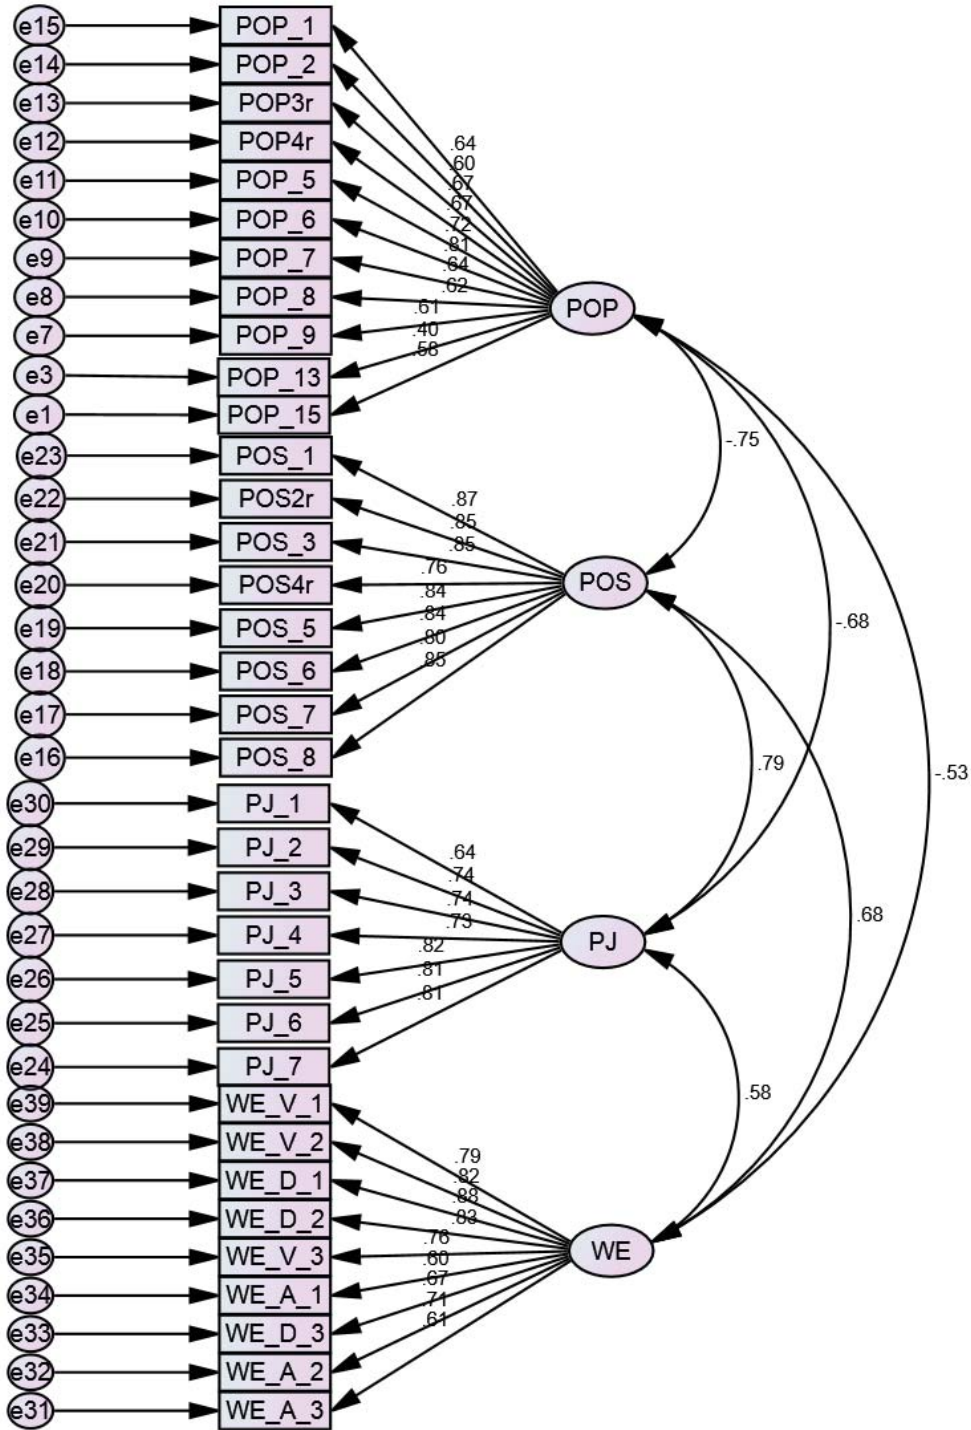 e15 POP_1
e14 POP_2
e13 POP3r
e12 POP4r
e11 POP_5
e10 POP_6
e9 POP_7
e8 POP_8
e7 POP_9
e3 POP_13
e1 POP_15
.64
.60
.67
.67
.72
.81
.64
.62
.61
.40
.58
POP
-.75
e23 POS_1
e22 POS2r
e21 POS_3
e20 POS4r
e19 POS_5
e18 POS_6
e17 POS_7
e16 POS_8
.87
.85
.85
.76
.84
.84
.80
.85
POS
-.68
.79
-.53
e30 PJ_1
e29 PJ_2
e28 PJ_3
e27 PJ_4
e26 PJ_5
e25 PJ_6
e24 PJ_7
.64
.74
.74
.73
.82
.81
.81
PJ
.68
.58
e39 WE_V_1
e38 WE_V_2
e37 WE_D_1
e36 WE_D_2
e35 WE_V_3
e34 WE_A_1
e33 WE_D_3
e32 WE_A_2
e31 WE_A_3
.79
.82
.88
.83
.76
.60
.67
.71
.61
WE